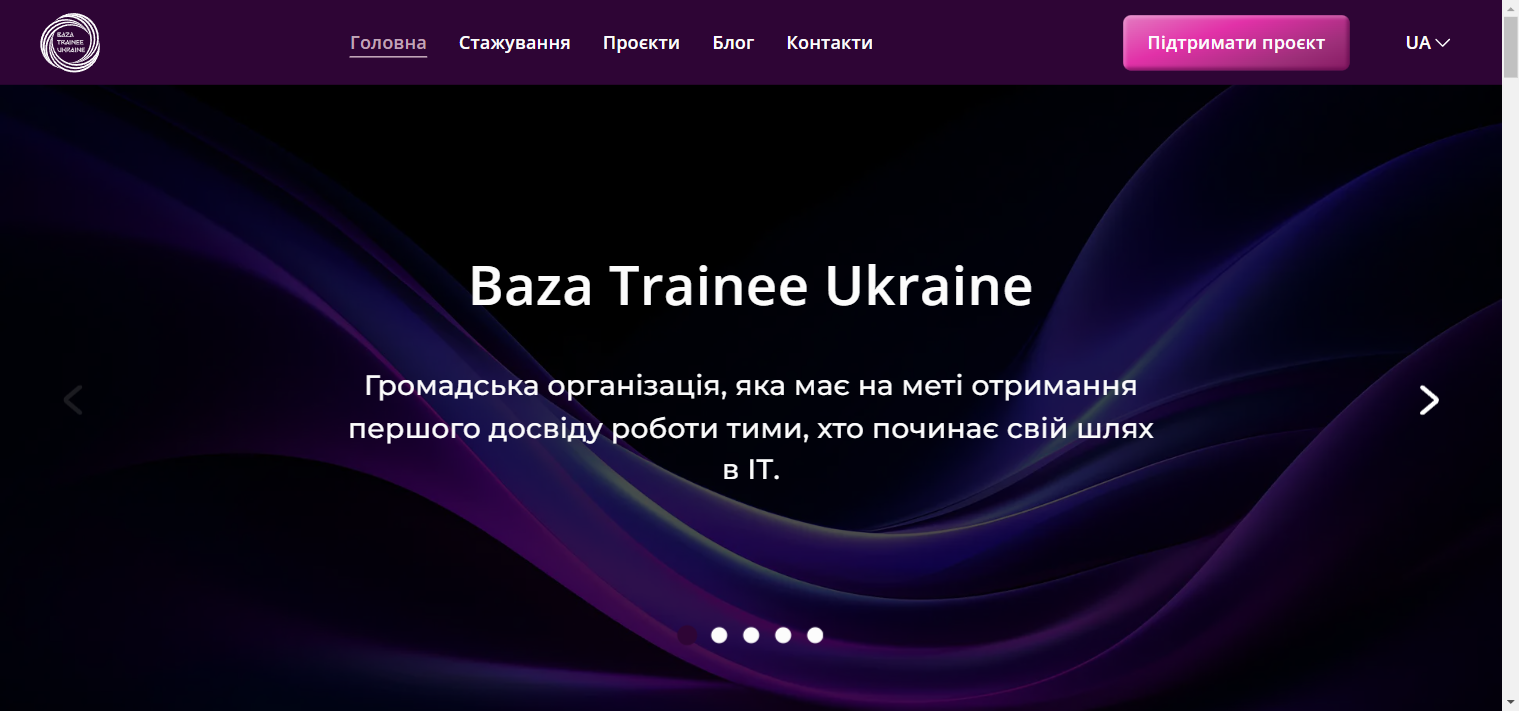 BAZA
TRAINEE
UKRAINE
Головна
Стажування
Проєкти
Блог
Контакти
Підтримати проєкт
UA
Baza Trainee Ukraine
Громадська організація, яка має на меті отримання
першого досвіду роботи тими, хто починає свій шлях
в ІТ.